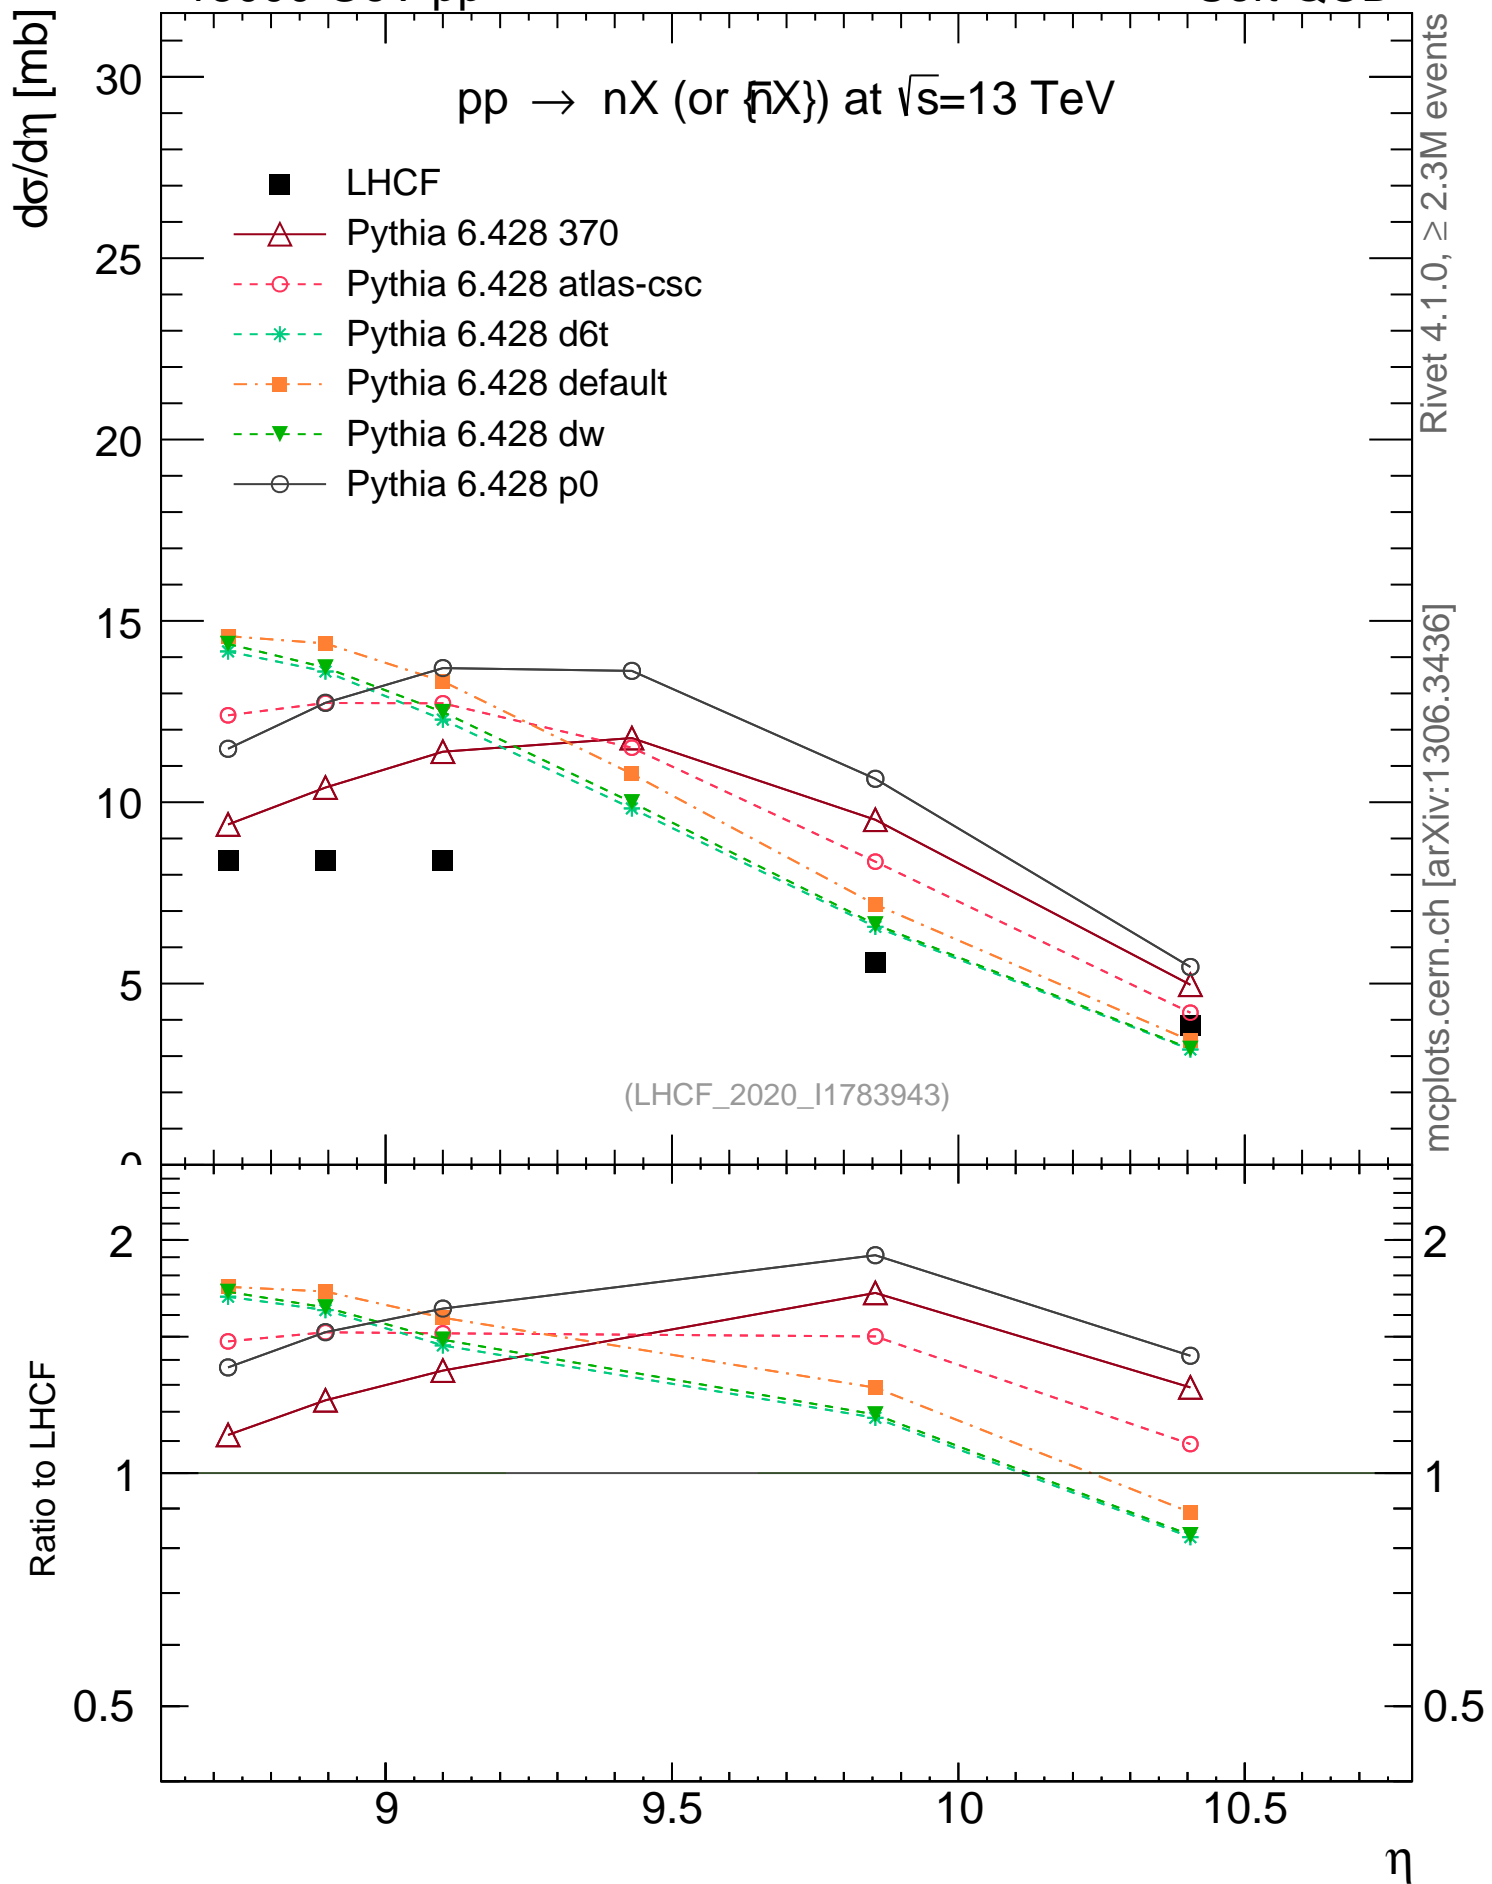 dσ/dη [mb]
pp → nX (or {n̄X}) at √s=13 TeV
LHCF
Pythia 6.428 370
Pythia 6.428 atlas-csc
Pythia 6.428 d6t
Pythia 6.428 default
Pythia 6.428 dw
Pythia 6.428 p0
30
25
20
15
10
5
0
(LHCF_2020_I1783943)
Rivet 4.1.0, ≥ 2.3M events
mcplots.cern.ch [arXiv:1306.3436]
Ratio to LHCF
2
1
0.5
2
1
0.5
9
9.5
10
10.5
η